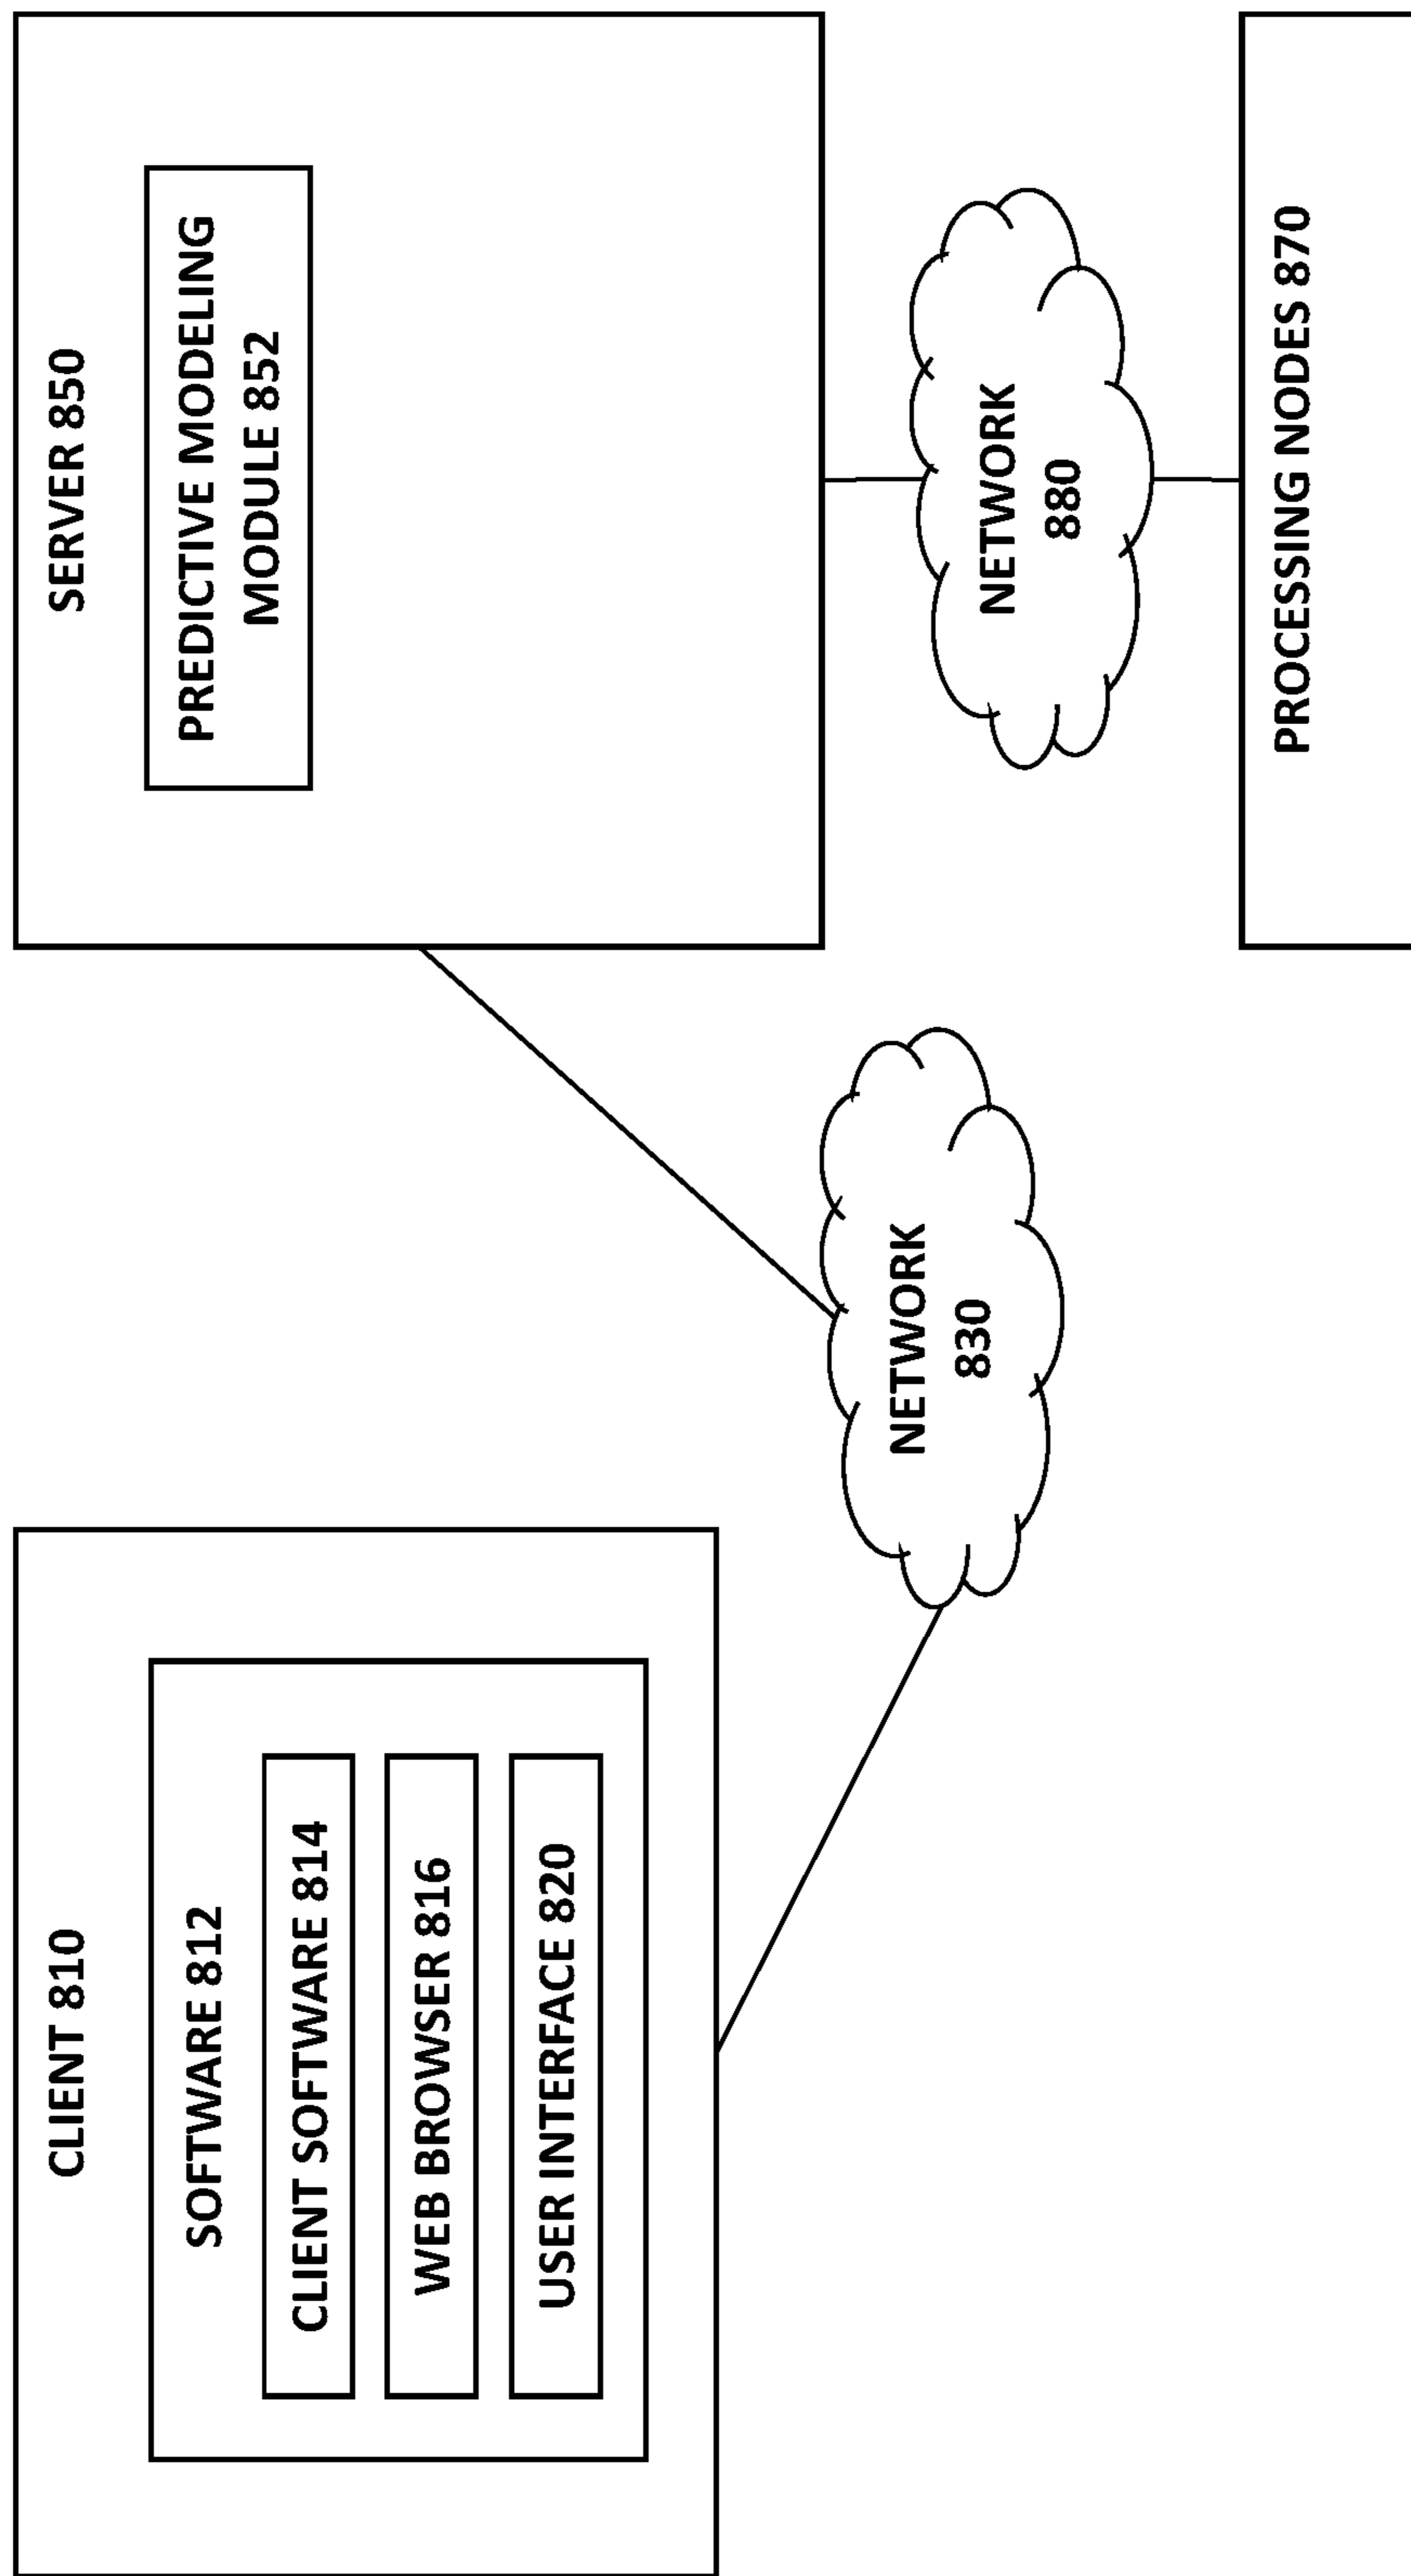 CLIENT 810
SOFTWARE 812
CLIENT SOFTWARE 814
WEB BROWSER 816
USER INTERFACE 820
NETWORK
830
SERVER 850
PREDICTIVE MODELING
MODULE 852
NETWORK
880
PROCESSING NODES 870